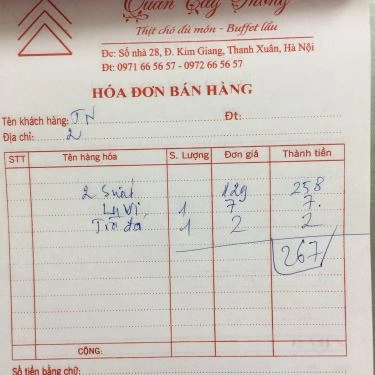 Quán Cây Thông
Thịt chó đủ món - Buffet lẩu
Đc: Số nhà 28, Đ. Kim Giang, Thanh Xuân, Hà Nội
Đt: 0971 66 56 57 - 0972 66 56 57
HÓA ĐƠN BÁN HÀNG
Tên khách hàng: TN Đt:
Địa chỉ: 2
STT Tên hàng hóa S. Lượng Đơn giá Thành tiền
2 Suất 129 258
Lavi 1 7 7.
Trà đá 1 2 2
267
CỘNG:
Số tiền bằng chữ: